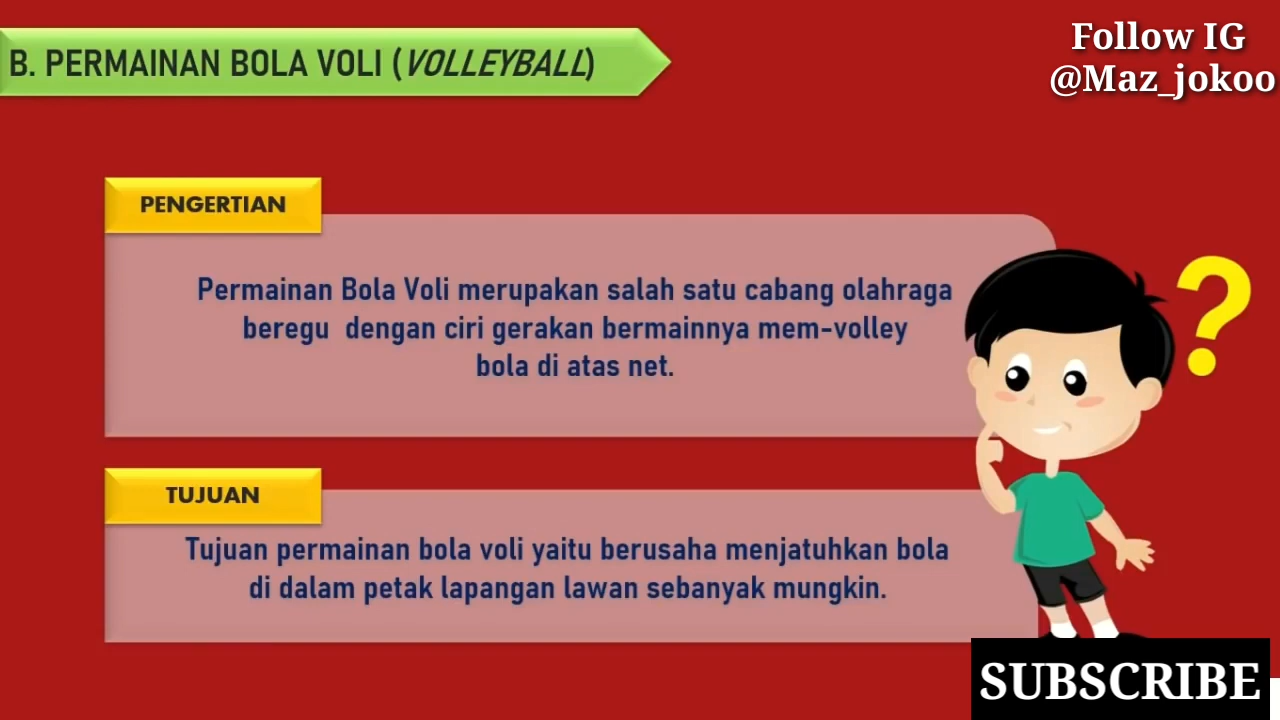 B. PERMAINAN BOLA VOLI (VOLLEYBALL)
Follow IG
@Maz_jokoo
PENGERTIAN
Permainan Bola Voli merupakan salah satu cabang olahraga
beregu dengan ciri gerakan bermainnya mem-volley
bola di atas net.
?
TUJUAN
Tujuan permainan bola voli yaitu berusaha menjatuhkan bola
di dalam petak lapangan lawan sebanyak mungkin.
SUBSCRIBE